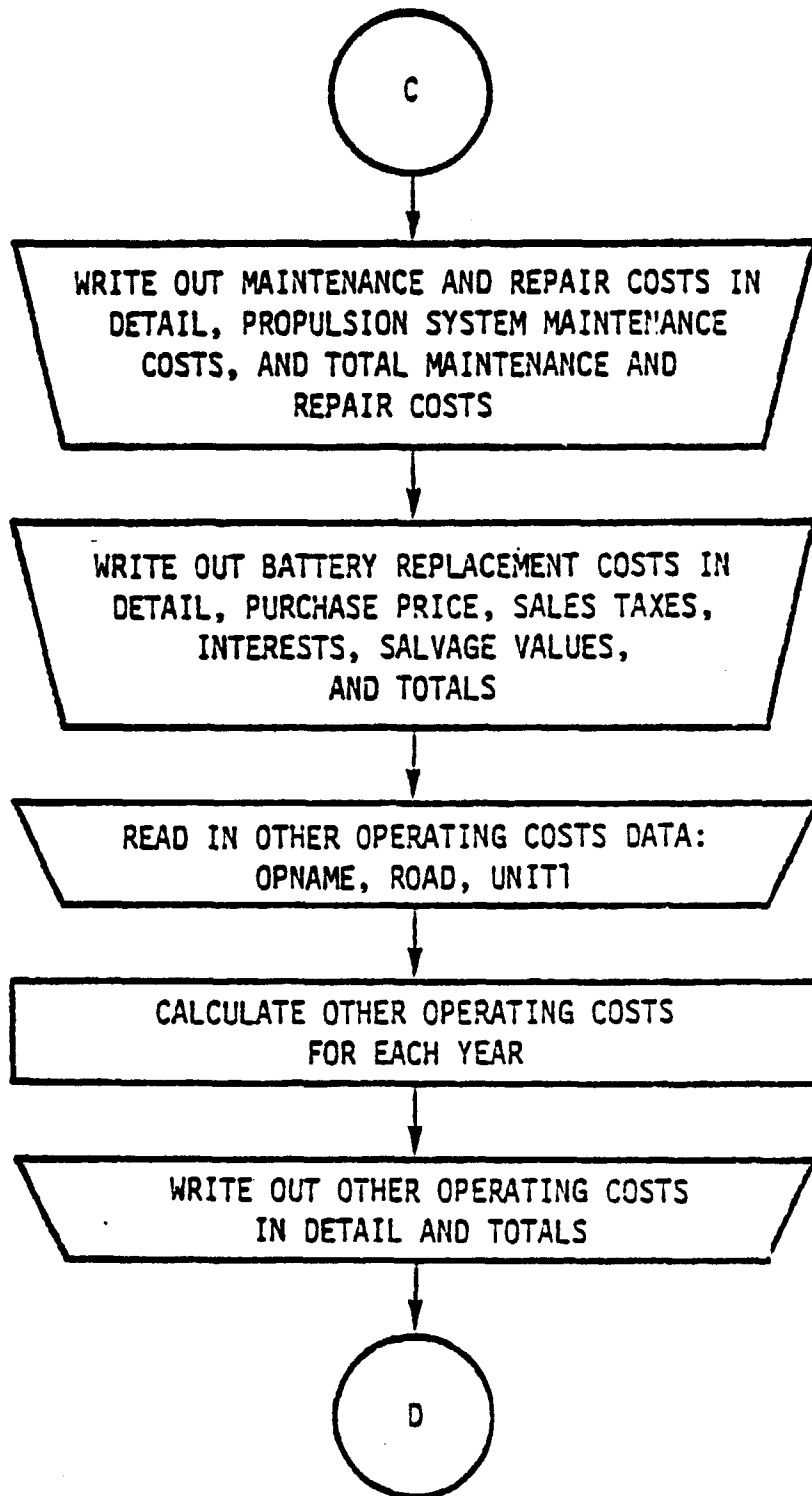 C
WRITE OUT MAINTENANCE AND REPAIR COSTS IN
DETAIL, PROPULSION SYSTEM MAINTENANCE
COSTS, AND TOTAL MAINTENANCE AND
REPAIR COSTS
WRITE OUT BATTERY REPLACEMENT COSTS IN
DETAIL, PURCHASE PRICE, SALES TAXES,
INTERESTS, SALVAGE VALUES,
AND TOTALS
READ IN OTHER OPERATING COSTS DATA:
OPNAME, ROAD, UNIT1
CALCULATE OTHER OPERATING COSTS
FOR EACH YEAR
WRITE OUT OTHER OPERATING COSTS
IN DETAIL AND TOTALS
D